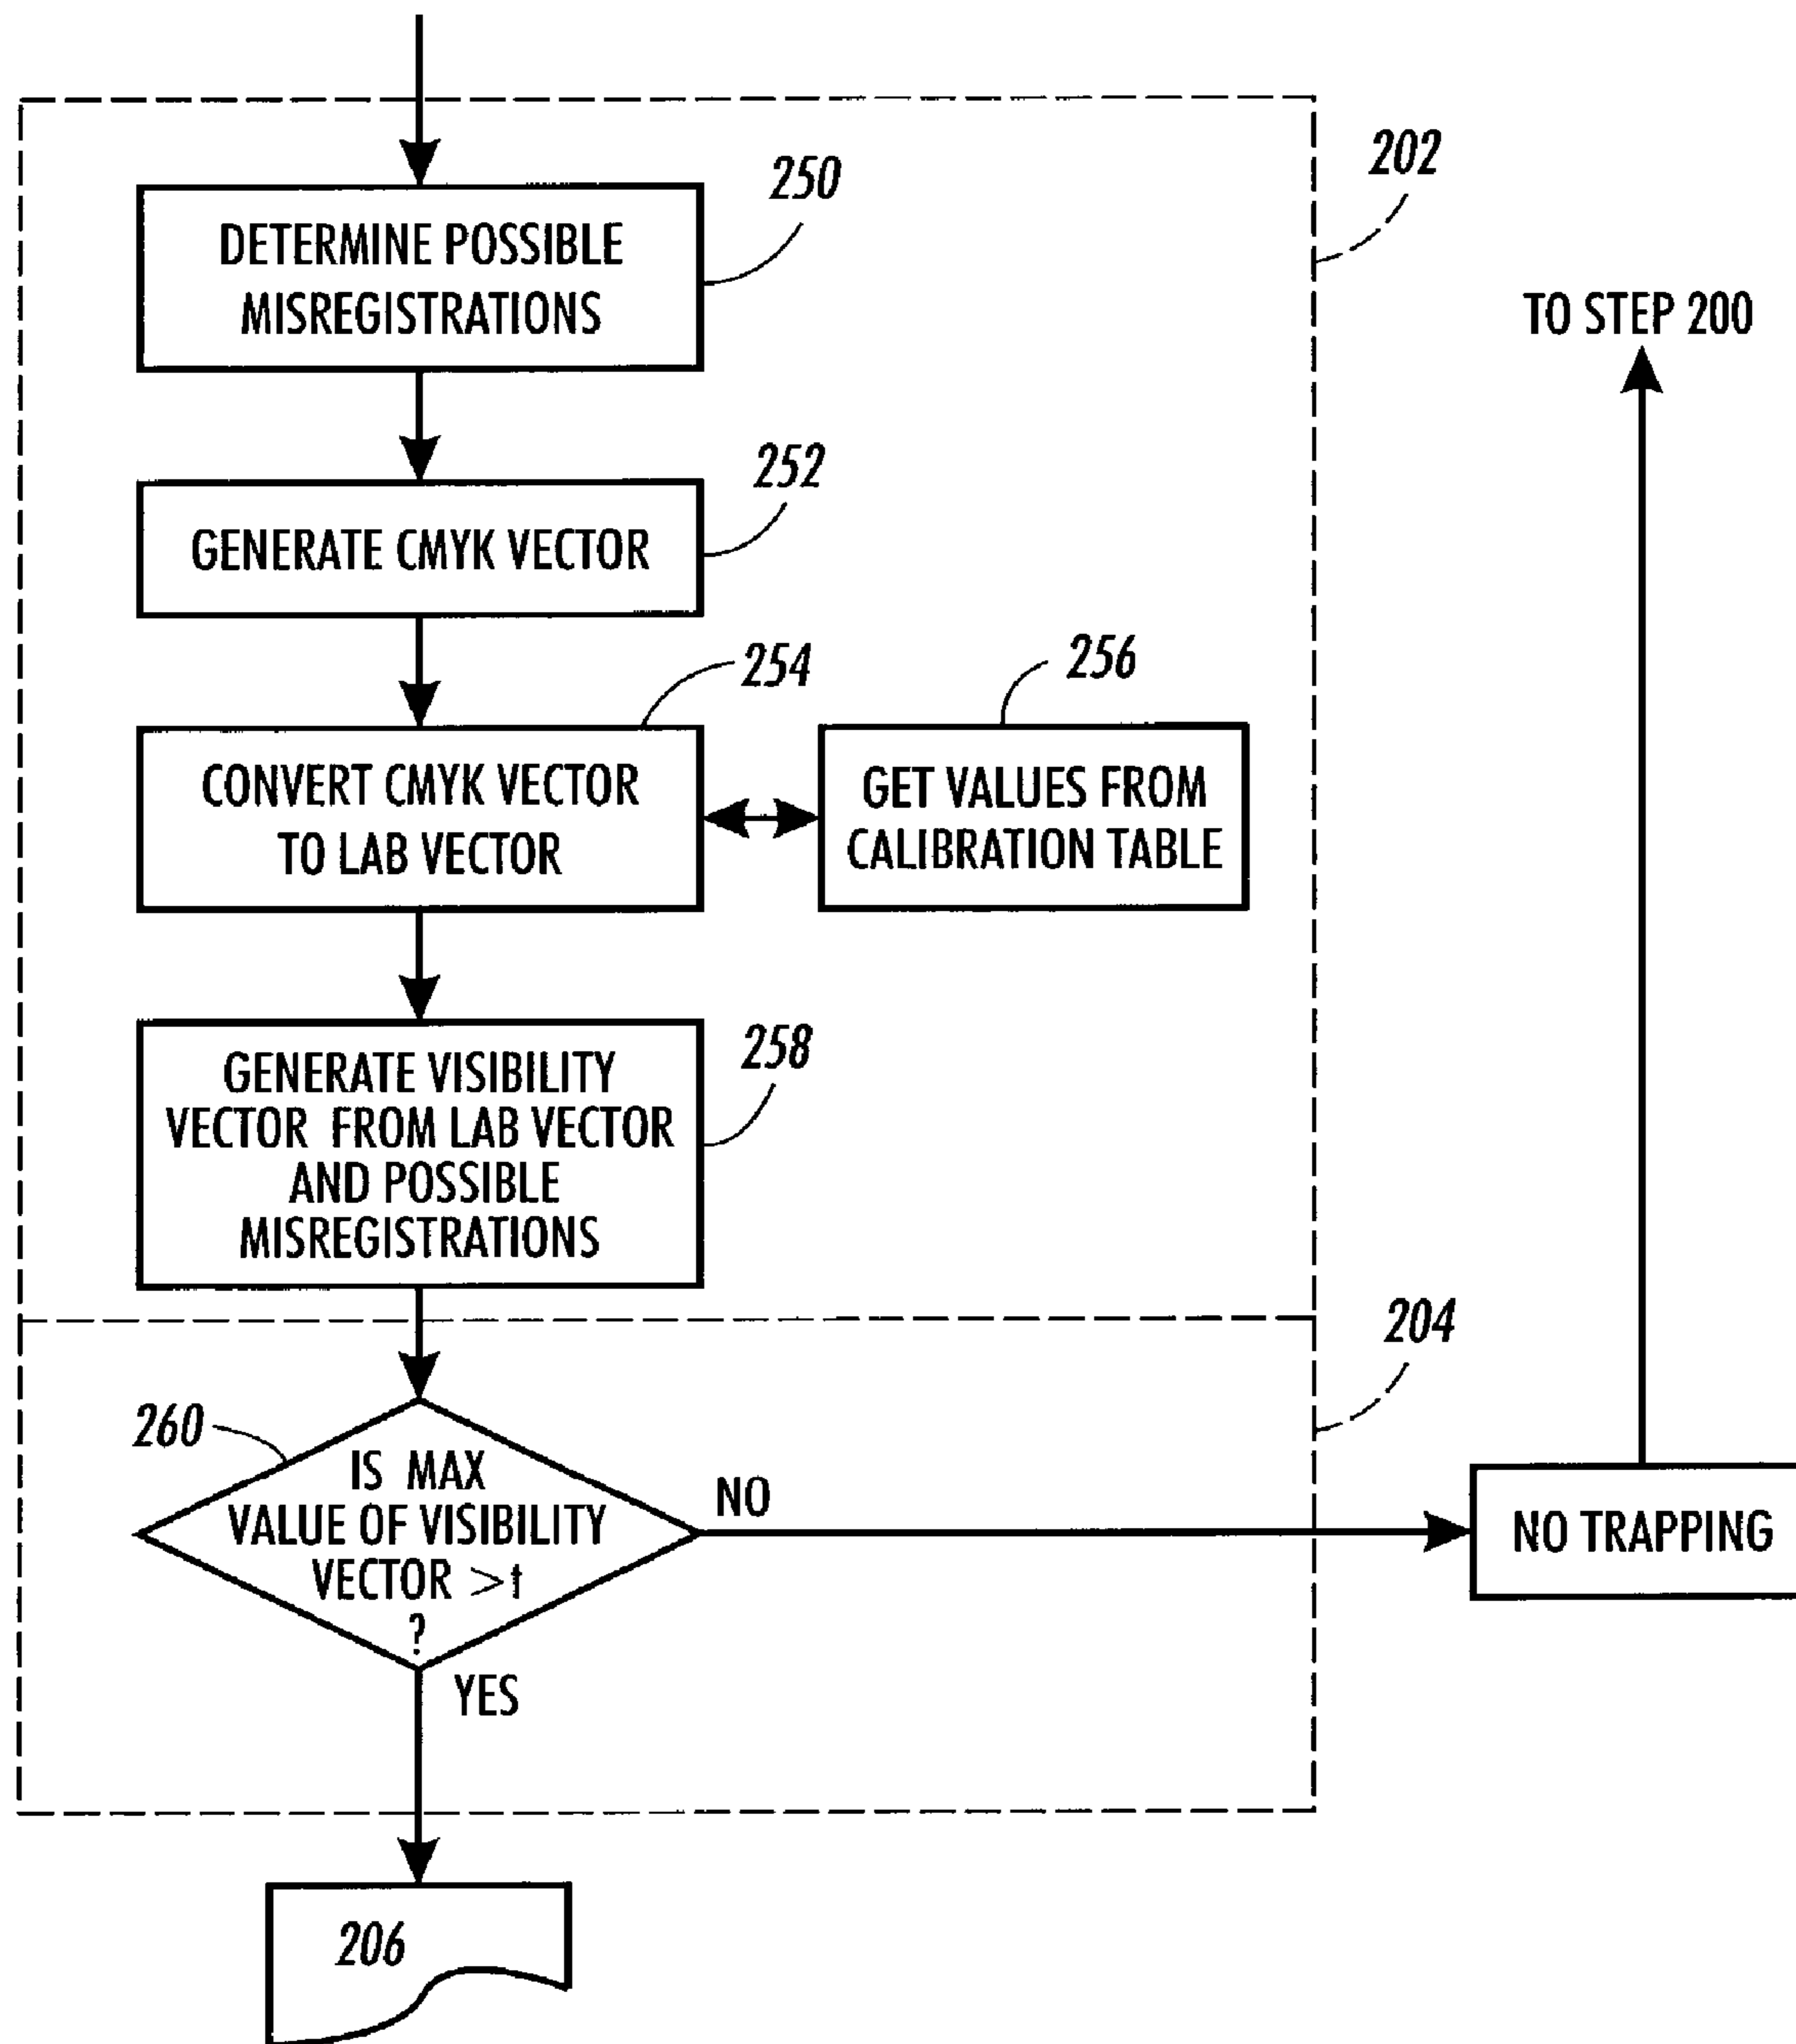 202
250
DETERMINE POSSIBLE
MISREGISTRATIONS
TO STEP 200
252
GENERATE CMYK VECTOR
254
256
CONVERT CMYK VECTOR
TO LAB VECTOR
GET VALUES FROM
CALIBRATION TABLE
258
GENERATE VISIBILITY
VECTOR FROM LAB VECTOR
AND POSSIBLE
MISREGISTRATIONS
204
260
IS MAX
VALUE OF VISIBILITY
VECTOR >t
?
NO
NO TRAPPING
YES
206